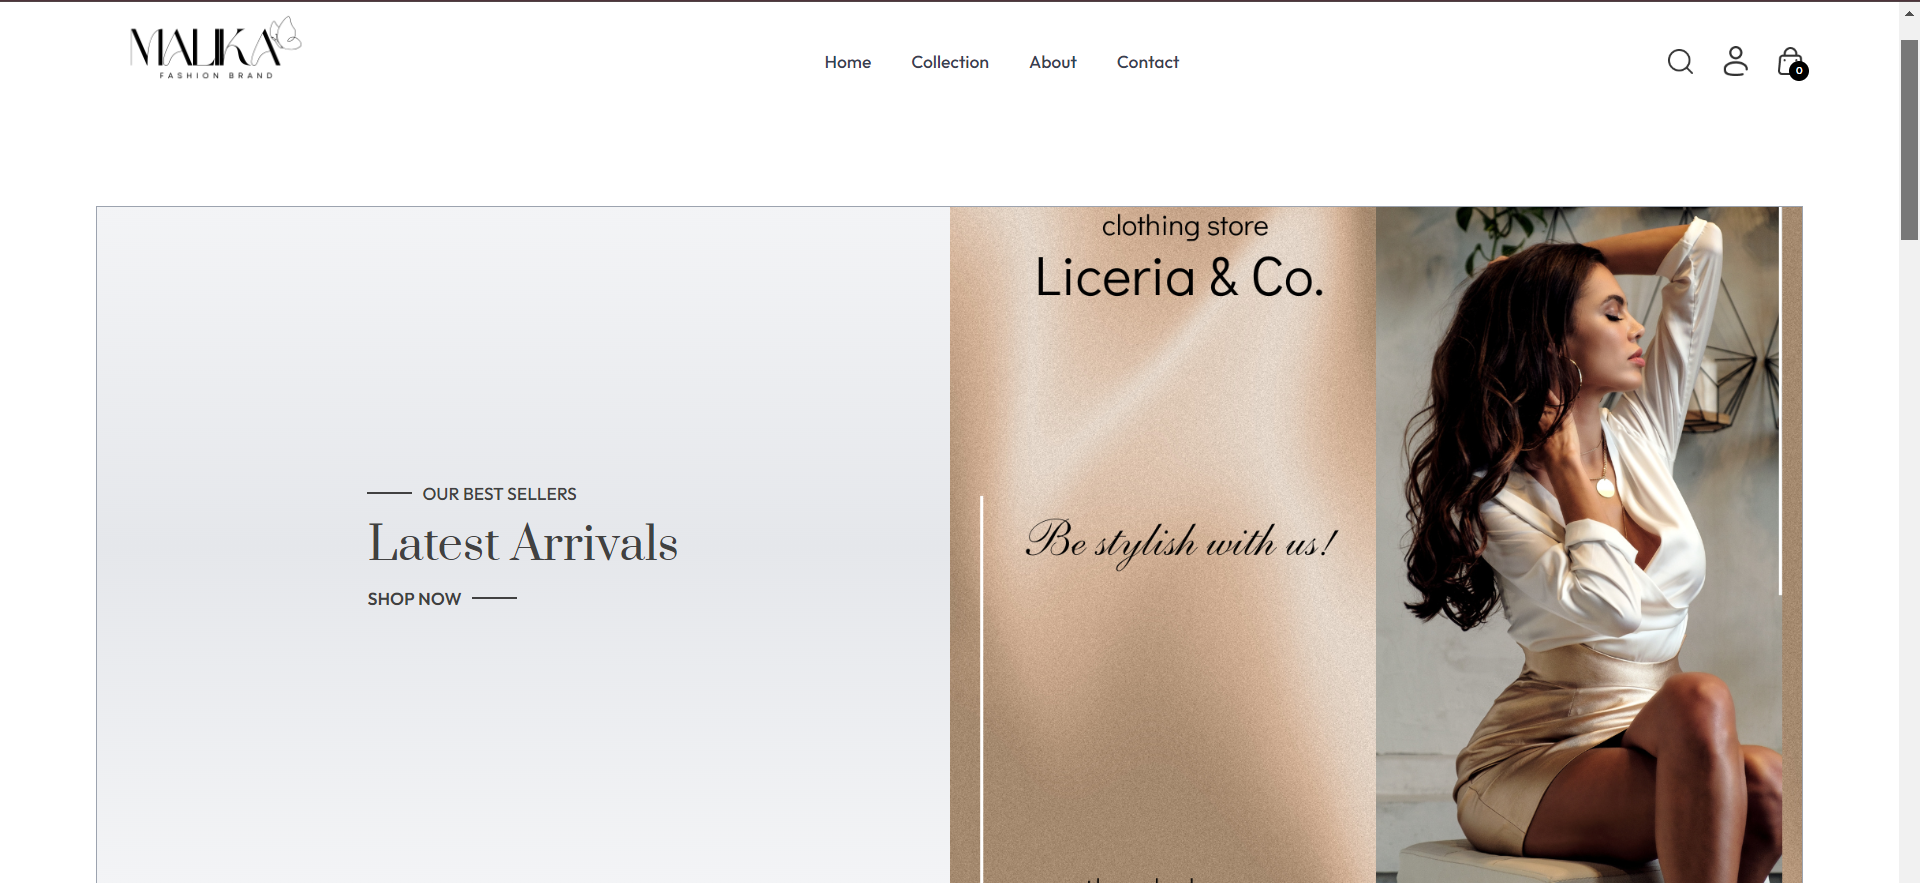 MALIKA
FASHION BRAND
Home
Collection
About
Contact
0
OUR BEST SELLERS
Latest Arrivals
SHOP NOW
clothing store
Liceria & Co.
Be stylish with us!